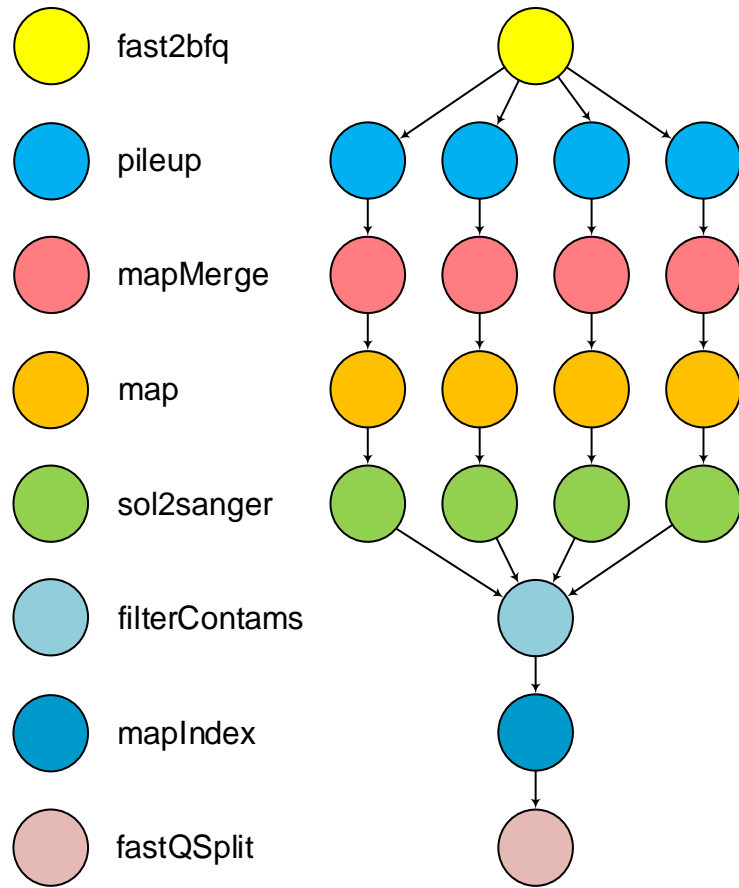 fast2bfq
pileup
mapMerge
map
sol2sanger
filterContams
mapIndex
fastQSplit